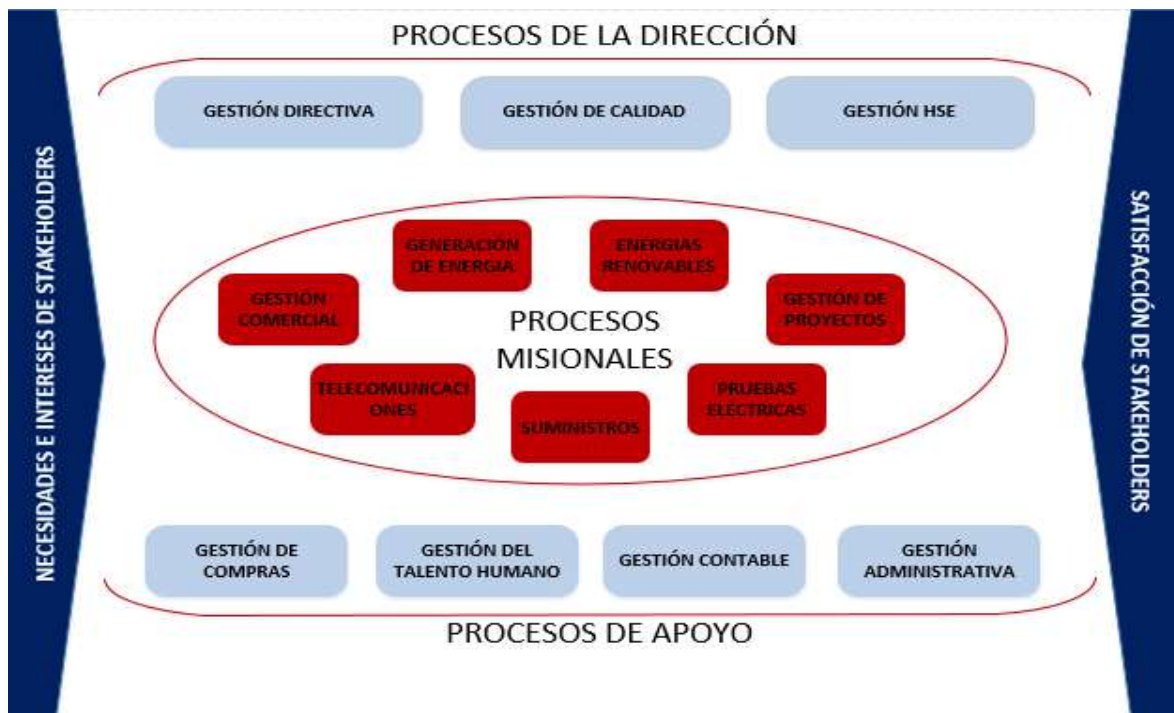 PROCESOS DE LA DIRECCIÓN
GESTIÓN DIRECTIVA
GESTIÓN DE CALIDAD
GESTIÓN HSE
NECESIDADES E INTERESES DE STAKEHOLDERS
GENERACIÓN
DE ENERGIA
ENERGIAS
RENOVABLES
GESTIÓN
COMERCIAL
GESTIÓN DE
PROYECTOS
PROCESOS
MISIONALES
TELECOMUNICACI
ONES
SUMINISTROS
PRUEBAS
ELÉCTRICAS
SATISFACCIÓN DE STAKEHOLDERS
GESTIÓN DE
COMPRAS
GESTIÓN DEL
TALENTO HUMANO
GESTIÓN CONTABLE
GESTIÓN
ADMINISTRATIVA
PROCESOS DE APOYO